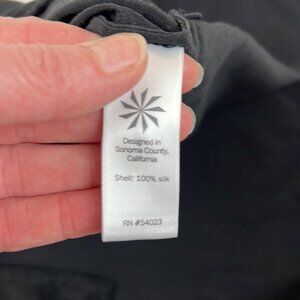 Designed in
Sonoma County,
California
Shell: 100% silk
RN #54023